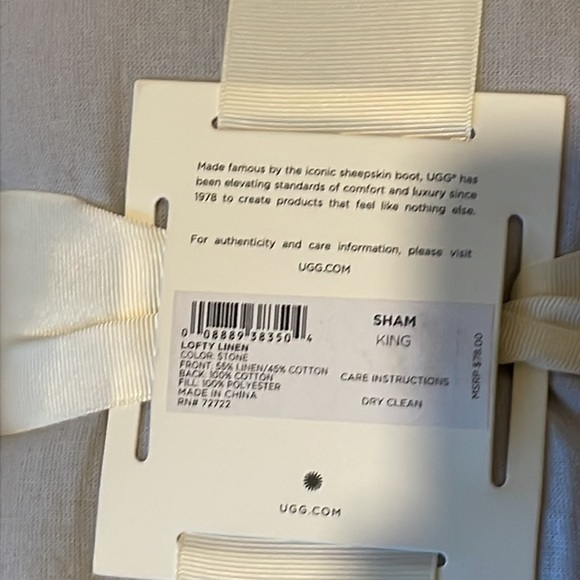 Made famous by the iconic sheepskin boot, UGG® has
been elevating standards of comfort and luxury since
1978 to create products that feel like nothing else.
For authenticity and care information, please visit
UGG.COM
0 08889 38350 4
LOFTY LINEN
COLOR: STONE
FRONT: 55% LINEN/45% COTTON
BACK: 100% COTTON
FILL: 100% POLYESTER
MADE IN CHINA
RN# 72722
SHAM
KING
CARE INSTRUCTIONS
DRY CLEAN
MSRP $78.00
UGG.COM